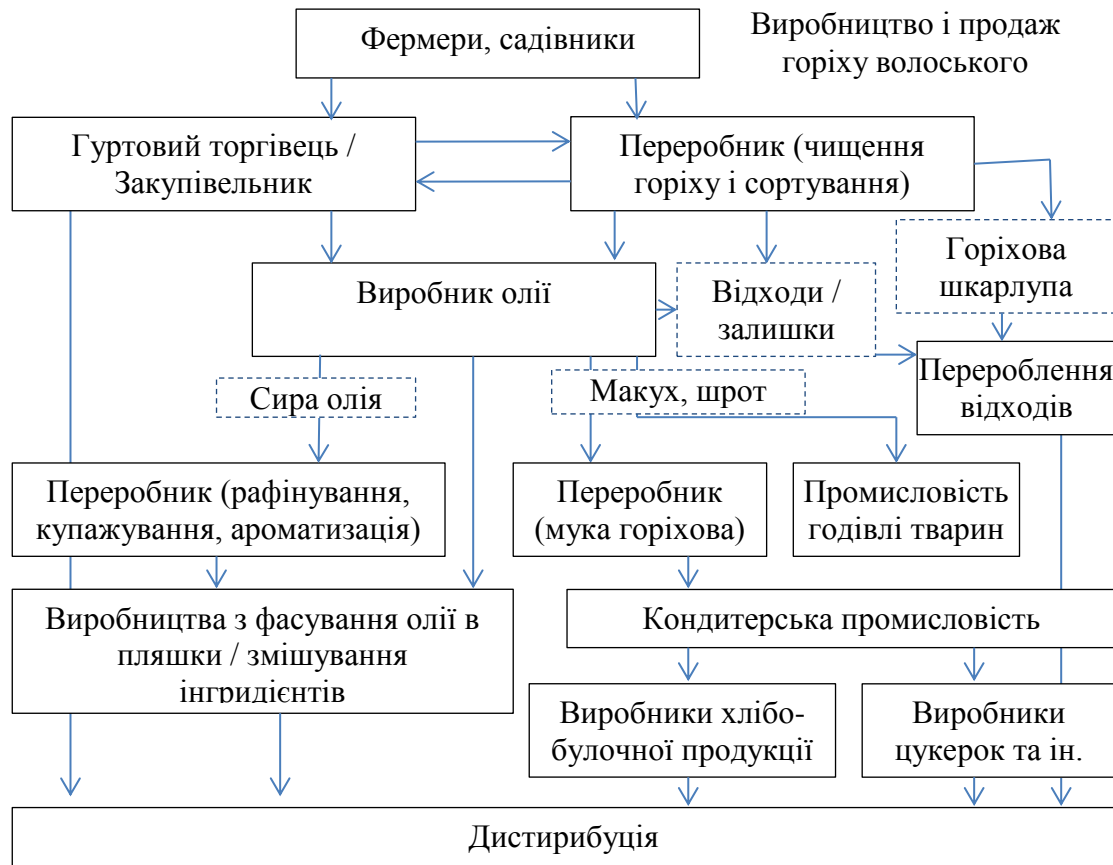 Фермери, садівники
Виробництво і продаж
горіху волоського
Гуртовий торгівець /
Закупівельник
Переробник (чищення
горіху і сортування)
Горіхова
шкарлупа
Виробник олії
Відходи /
залишки
Перероблення
відходів
Сира олія
Макух, шрот
Переробник (рафінування,
купажування, ароматизація)
Переробник
(мука горіхова)
Промисловість
годівлі тварин
Виробництва з фасування олії в
пляшки / змішування
інгридієнтів
Кондитерська промисловість
Виробники хлібо-
булочної продукції
Виробники
цукерок та ін.
Дистирибуція